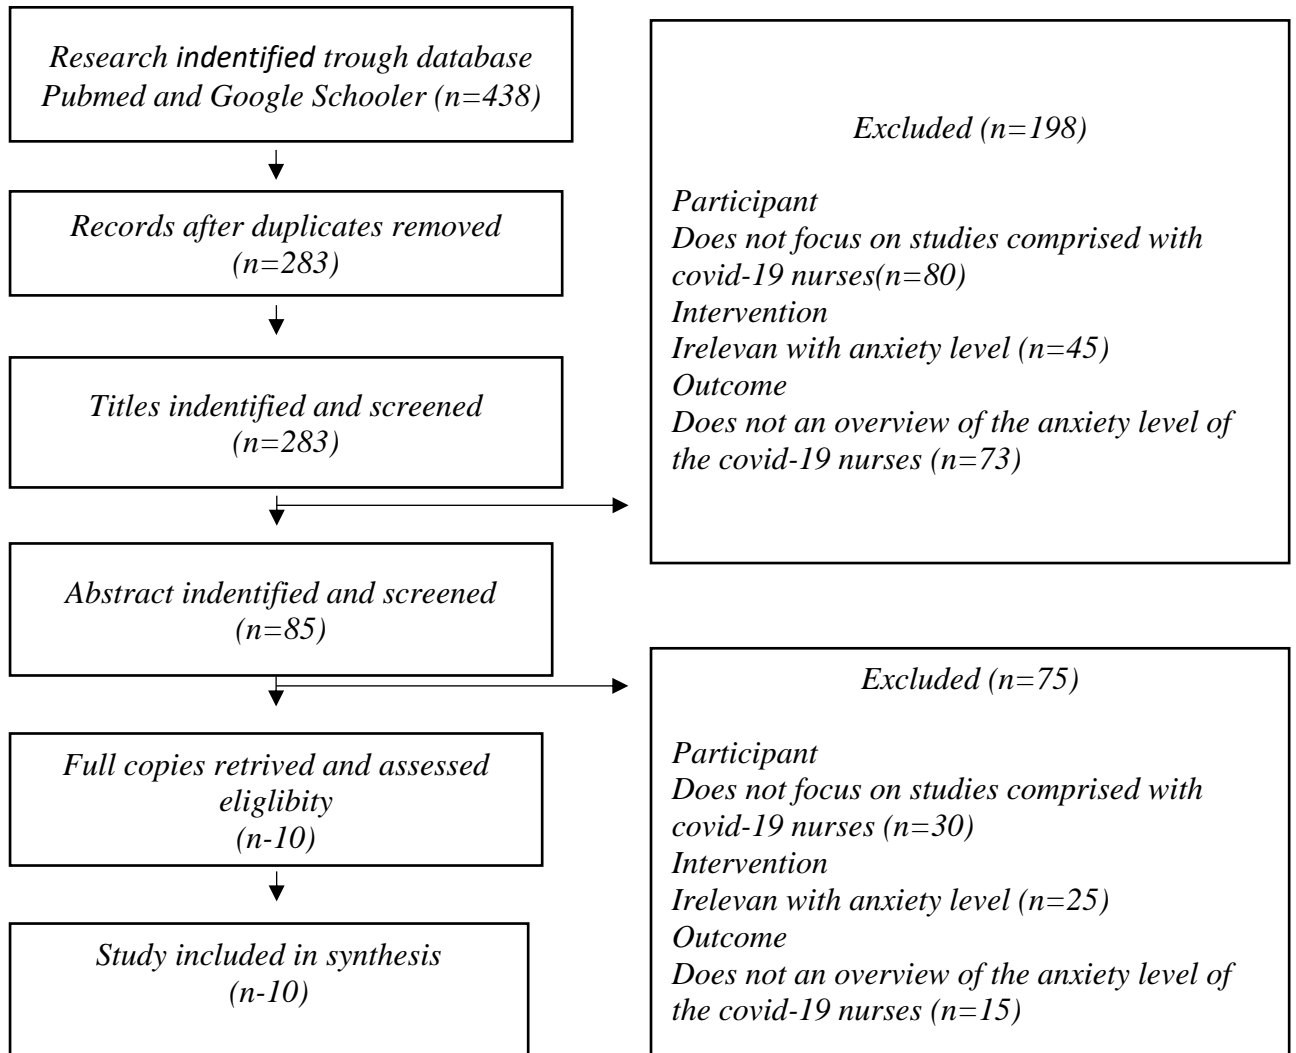 Research indentified trough database
Pubmed and Google Schooler (n=438)
Records after duplicates removed
(n=283)
Titles indentified and screened
(n=283)
Abstract indentified and screened
(n=85)
Full copies retrived and assessed
eliglibity
(n-10)
Study included in synthesis
(n-10)
Excluded (n=198)
Participant
Does not focus on studies comprised with
covid-19 nurses(n=80)
Intervention
Irelevan with anxiety level (n=45)
Outcome
Does not an overview of the anxiety level of
the covid-19 nurses (n=73)
Excluded (n=75)
Participant
Does not focus on studies comprised with
covid-19 nurses (n=30)
Intervention
Irelevan with anxiety level (n=25)
Outcome
Does not an overview of the anxiety level of
the covid-19 nurses (n=15)